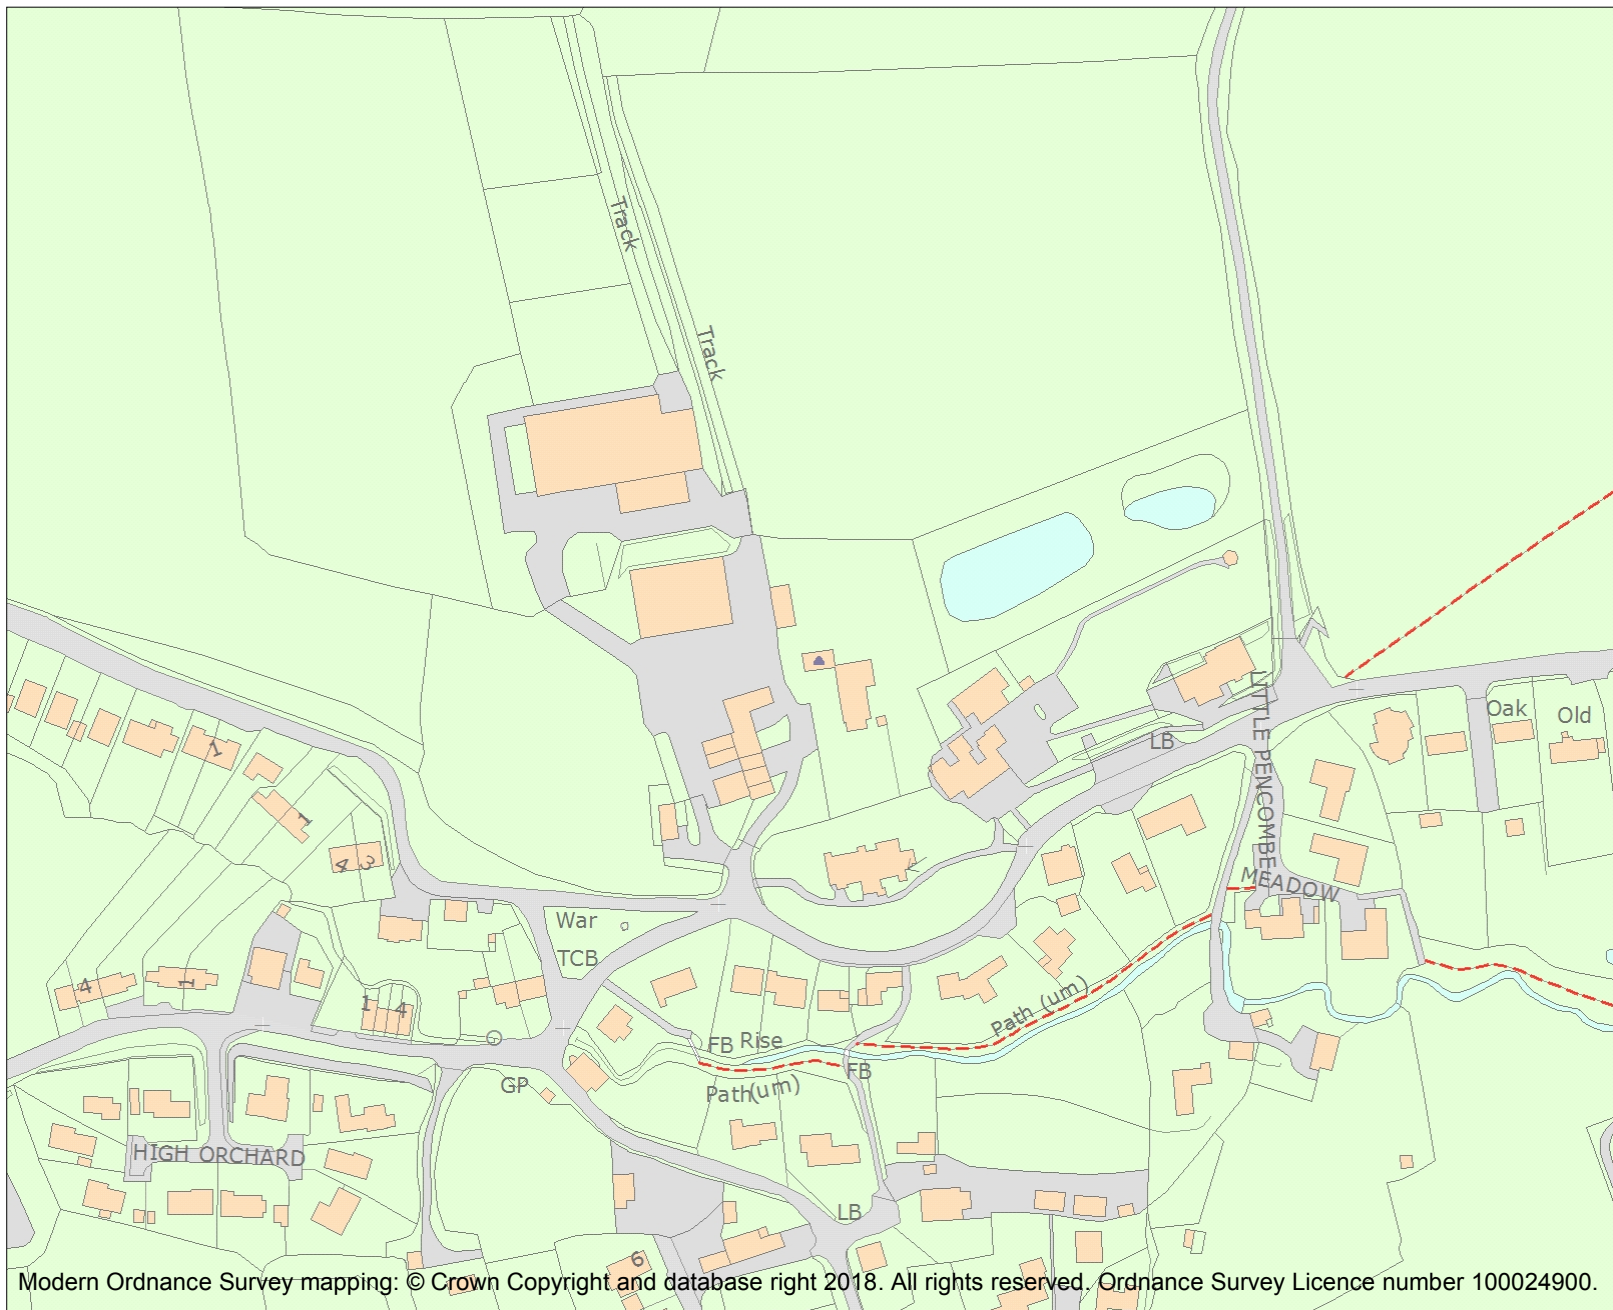 Track
Track
LITTLE PENCOMBE
Oak
Old
LB
1
1
4
3
MEADOW
War
TCB
4
1
1
4
Path (um)
FB
Rise
FB
GP
Path(um)
HIGH ORCHARD
LB
6
Modern Ordnance Survey mapping: © Crown Copyright and database right 2018. All rights reserved. Ordnance Survey Licence number 100024900.